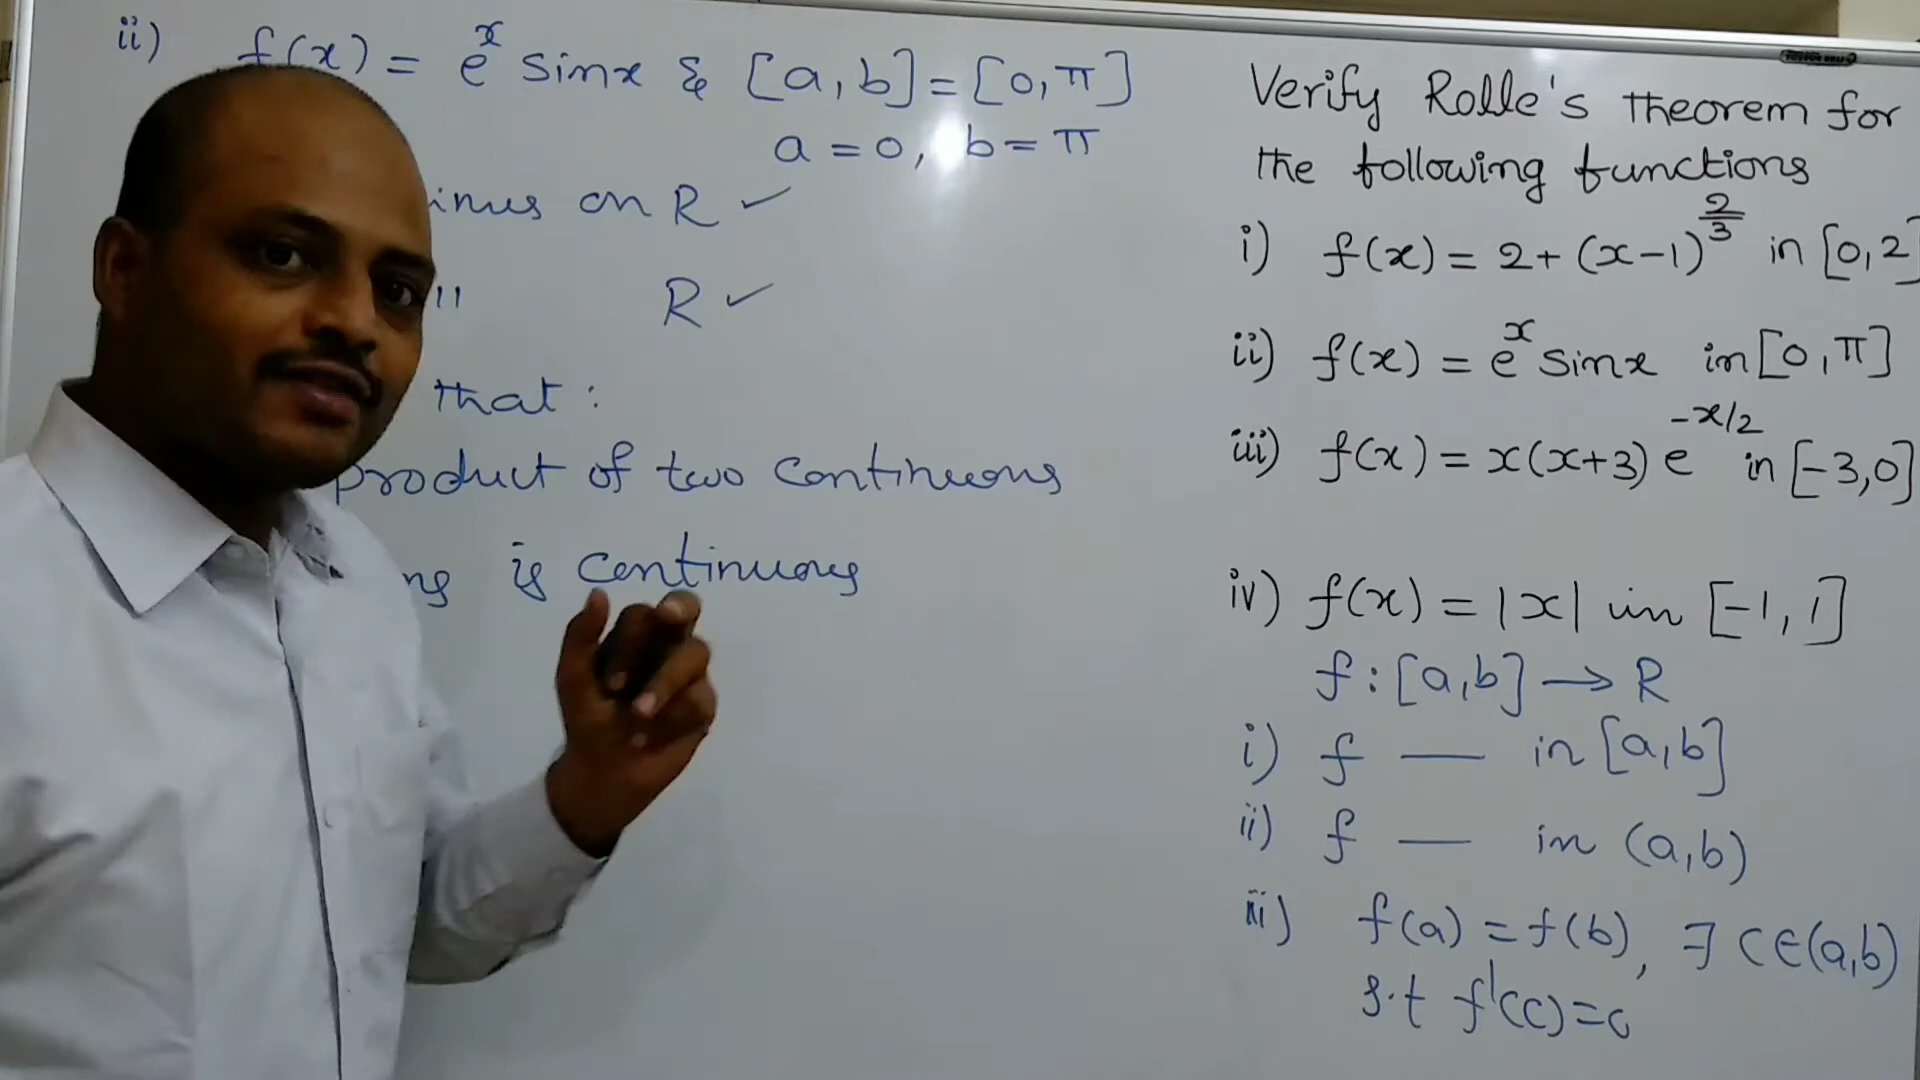 ii) f(x) = e^x sinx & [a,b] = [0,π]
a = 0, b = π
on R ✓
" R ✓
that :
product of two continuous
is continuous
Verify Rolle's theorem for
the following functions
i) f(x) = 2+(x-1)^(2/3) in [0,2]
ii) f(x) = e^x sinx in [0,π]
iii) f(x) = x(x+3) e^(-x/2) in [-3,0]
iv) f(x) = |x| in [-1,1]
f : [a,b] → R
i) f — in [a,b]
ii) f — in (a,b)
iii) f(a) = f(b), ∃ c∈(a,b)
s.t f'(c)=0